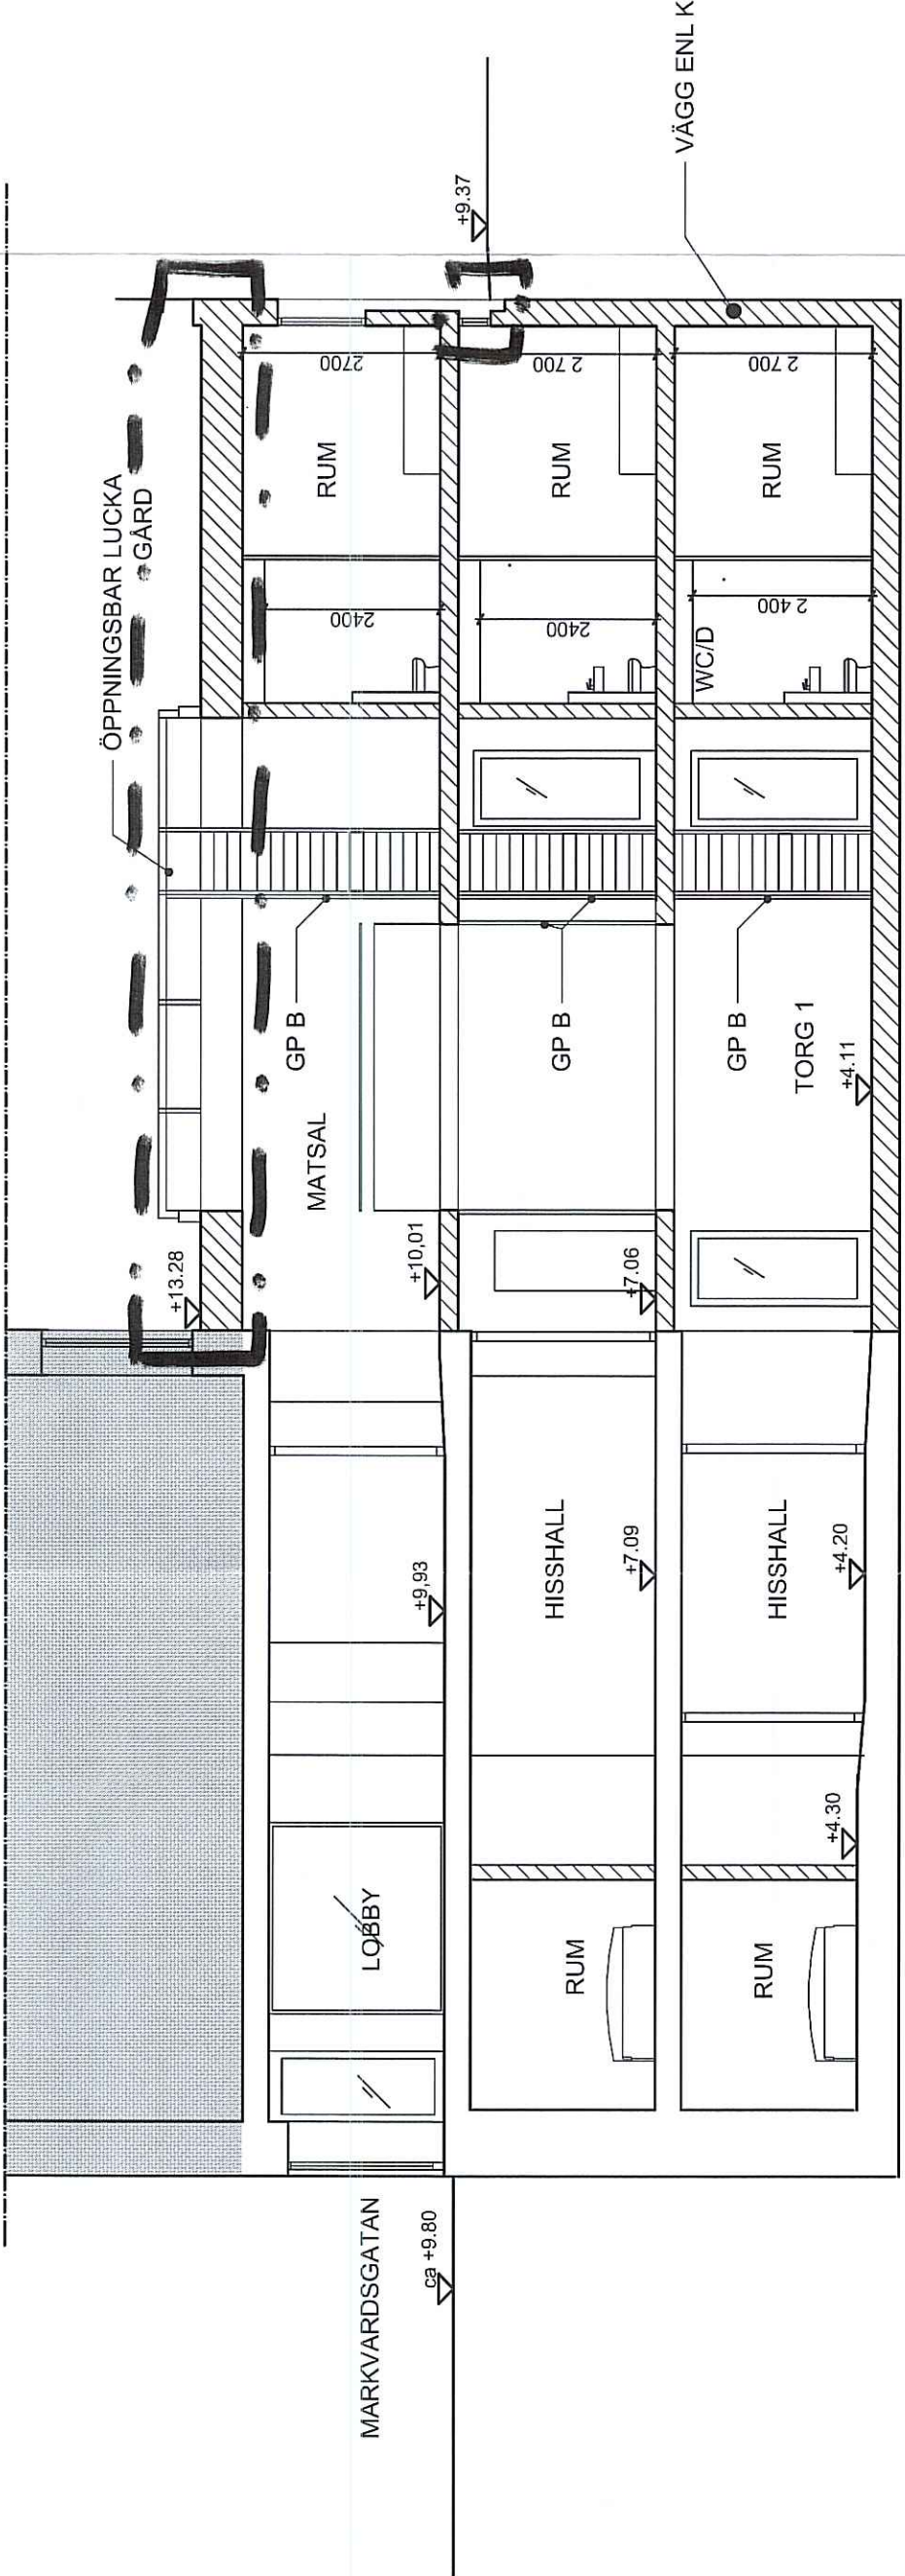 ÖPPNINGSBAR LUCKA
GÅRD
+13.28
+9.37
VÄGG ENL K
MATSAL
GP B
RUM
2700
2400
+10,01
LOBBY
+9,93
MARKVARDSGATAN
ca +9.80
RUM
HISSHALL
+7.09
+7.06
GP B
2400
RUM
2 700
RUM
+4.30
HISSHALL
+4.20
TORG 1
+4.11
GP B
WC/D
2 400
RUM
2 700